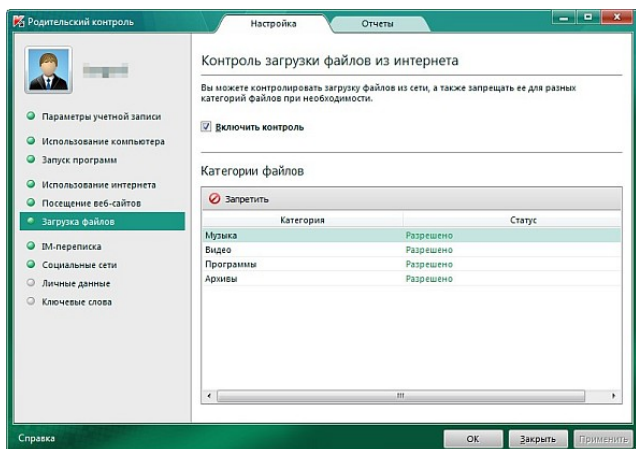 Родительский контроль
Настройка
Отчеты
Параметры учетной записи
Использование компьютера
Запуск программ
Использование интернета
Посещение веб-сайтов
Загрузка файлов
IM-переписка
Социальные сети
Личные данные
Ключевые слова
Контроль загрузки файлов из интернета
Вы можете контролировать загрузку файлов из сети, а также запрещать ее для разных
категорий файлов при необходимости.
Включить контроль
Категории файлов
Запретить
Категория Статус
Музыка Разрешено
Видео Разрешено
Программы Разрешено
Архивы Разрешено
Справка
OK
Закрыть
Применить